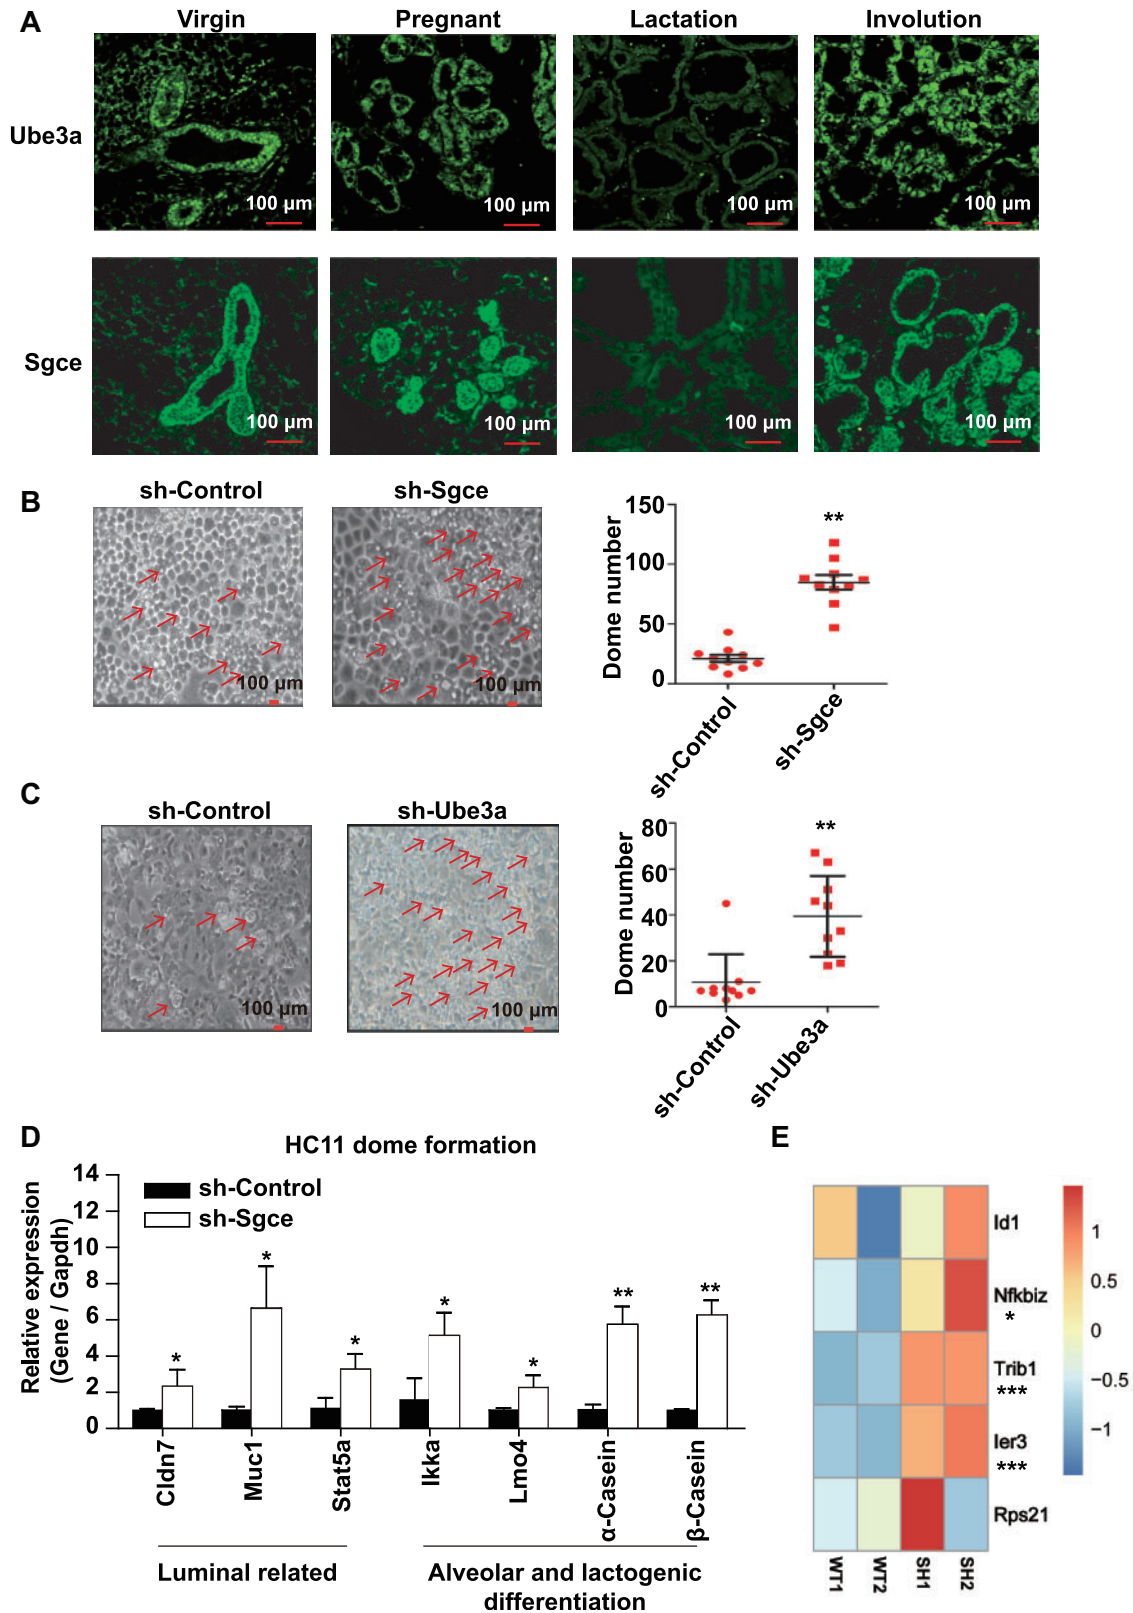 A
Virgin
Pregnant
Lactation
Involution
Ube3a
100 μm
100 μm
100 μm
100 μm
Sgce
100 μm
100 μm
100 μm
100 μm
B
sh-Control
sh-Sgce
100 μm
100 μm
Dome number
150
100
50
0
**
sh-Control
sh-Sgce
C
sh-Control
sh-Ube3a
100 μm
100 μm
Dome number
80
60
40
20
0
**
sh-Control
sh-Ube3a
D
HC11 dome formation
Relative expression
(Gene / Gapdh)
14
12
10
8
6
4
2
0
sh-Control
sh-Sgce
*
*
*
*
*
**
**
Cldn7
Muc1
Stat5a
Ikka
Lmo4
α-Casein
β-Casein
Luminal related
Alveolar and lactogenic
differentiation
E
Id1
Nfkbiz
*
Trib1
***
Ier3
***
Rps21
WT1
WT2
SH1
SH2
1
0.5
0
−0.5
−1